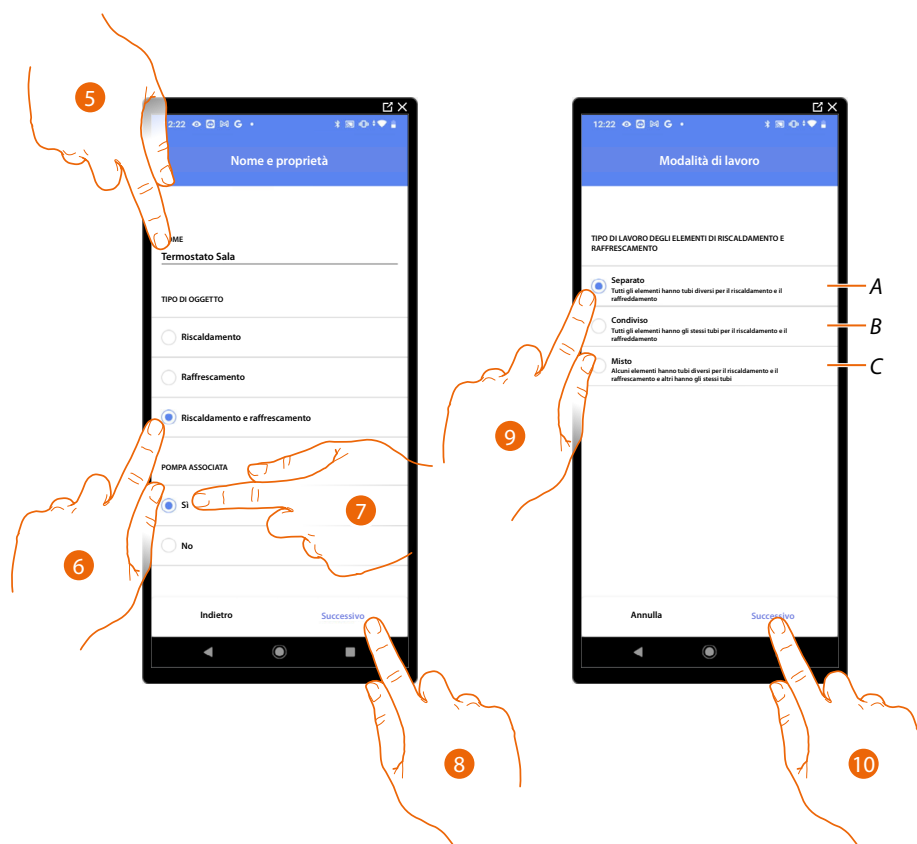 5
2:22 G
Nome e proprietà
OME
Termostato Sala
TIPO DI OGGETTO
Riscaldamento
Raffrescamento
Riscaldamento e raffrescamento
POMPA ASSOCIATA
Sì
No
6
7
Indietro
Successivo
8
12:22 G
Modalità di lavoro
TIPO DI LAVORO DEGLI ELEMENTI DI RISCALDAMENTO E
RAFFRESCAMENTO
Separato
Tutti gli elementi hanno tubi diversi per il riscaldamento e il
raffreddamento
A
Condiviso
Tutti gli elementi hanno gli stessi tubi per il riscaldamento e il
raffreddamento
B
Misto
Alcuni elementi hanno tubi diversi per il riscaldamento e il
raffrescamento e altri hanno gli stessi tubi
C
9
Annulla
Successivo
10